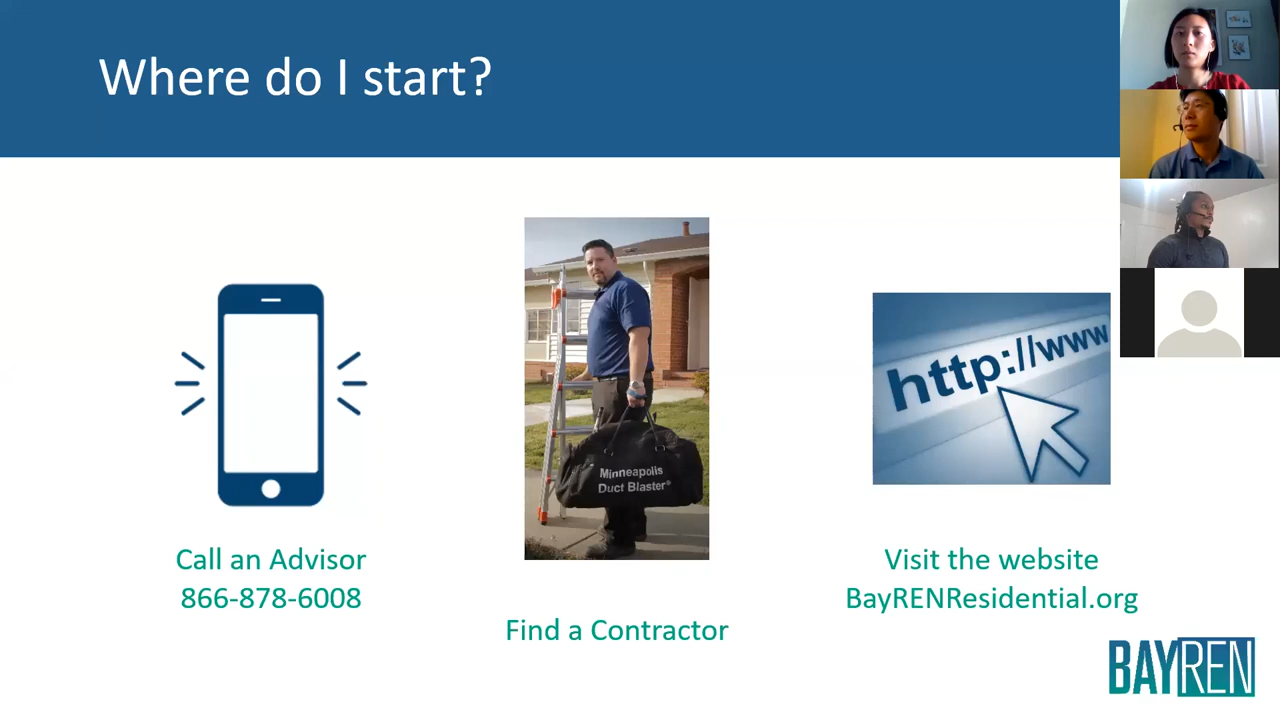 Where do I start?
http://www
Minneapolis
Duct Blaster®
Call an Advisor
866-878-6008
Find a Contractor
Visit the website
BayRENResidential.org
BAYREN